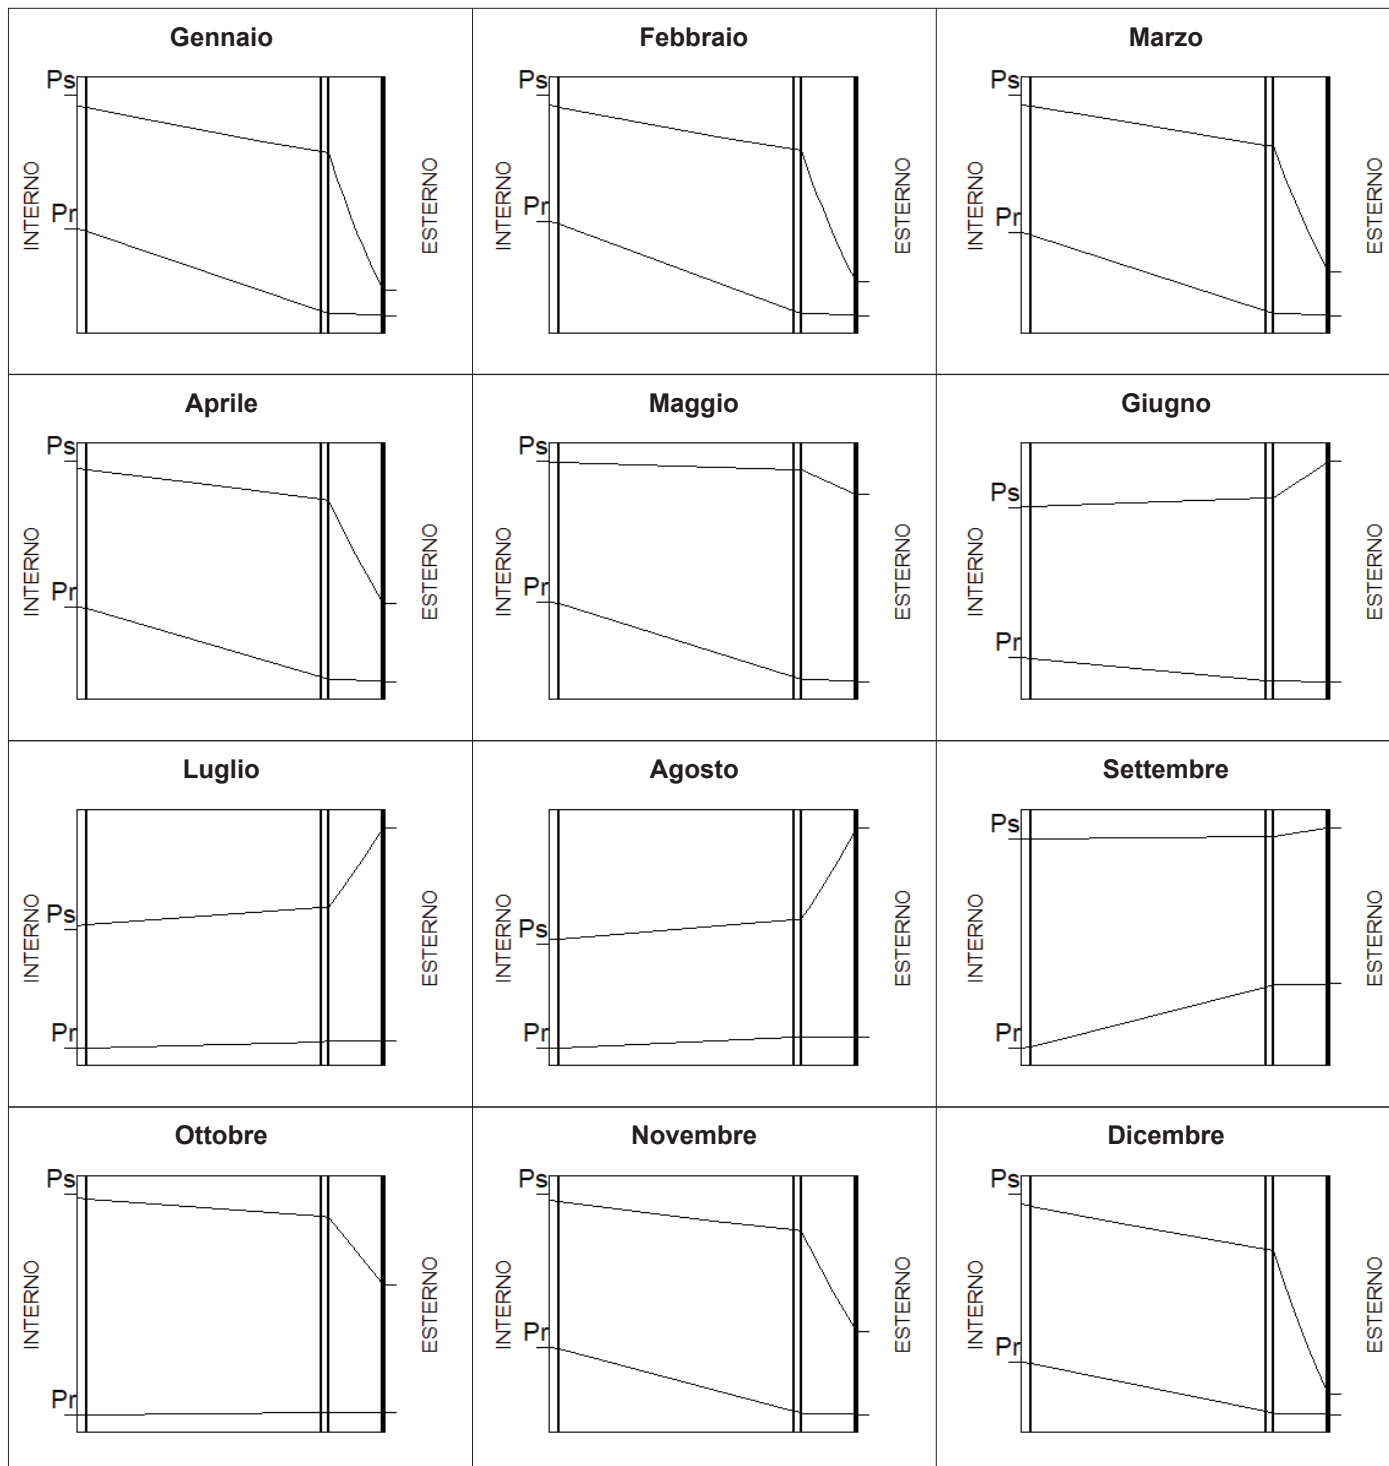 Gennaio
Ps
Pr
INTERNO
ESTERNO
Febbraio
Ps
Pr
INTERNO
ESTERNO
Marzo
Ps
Pr
INTERNO
ESTERNO
Aprile
Ps
Pr
INTERNO
ESTERNO
Maggio
Ps
Pr
INTERNO
ESTERNO
Giugno
Ps
Pr
INTERNO
ESTERNO
Luglio
Ps
Pr
INTERNO
ESTERNO
Agosto
Ps
Pr
INTERNO
ESTERNO
Settembre
Ps
Pr
INTERNO
ESTERNO
Ottobre
Ps
Pr
INTERNO
ESTERNO
Novembre
Ps
Pr
INTERNO
ESTERNO
Dicembre
Ps
Pr
INTERNO
ESTERNO